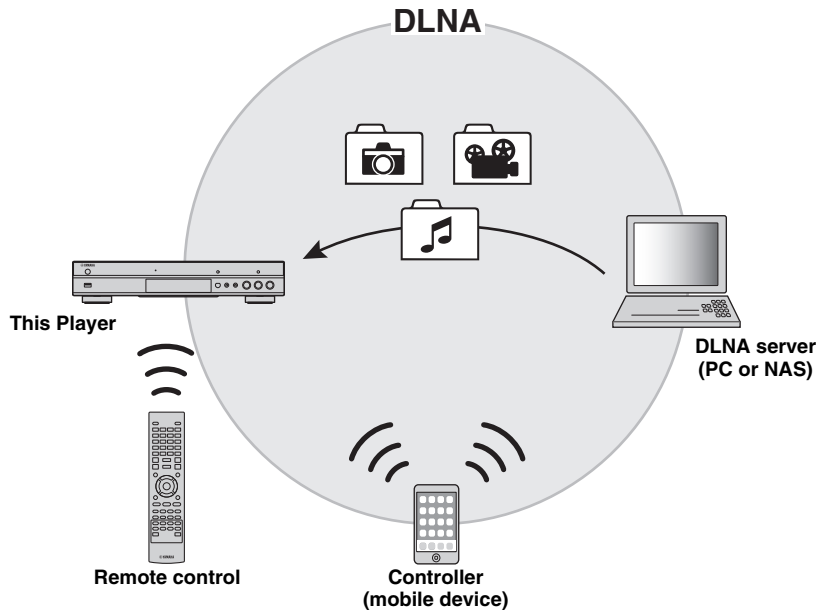 DLNA
This Player
DLNA server
(PC or NAS)
Remote control
Controller
(mobile device)